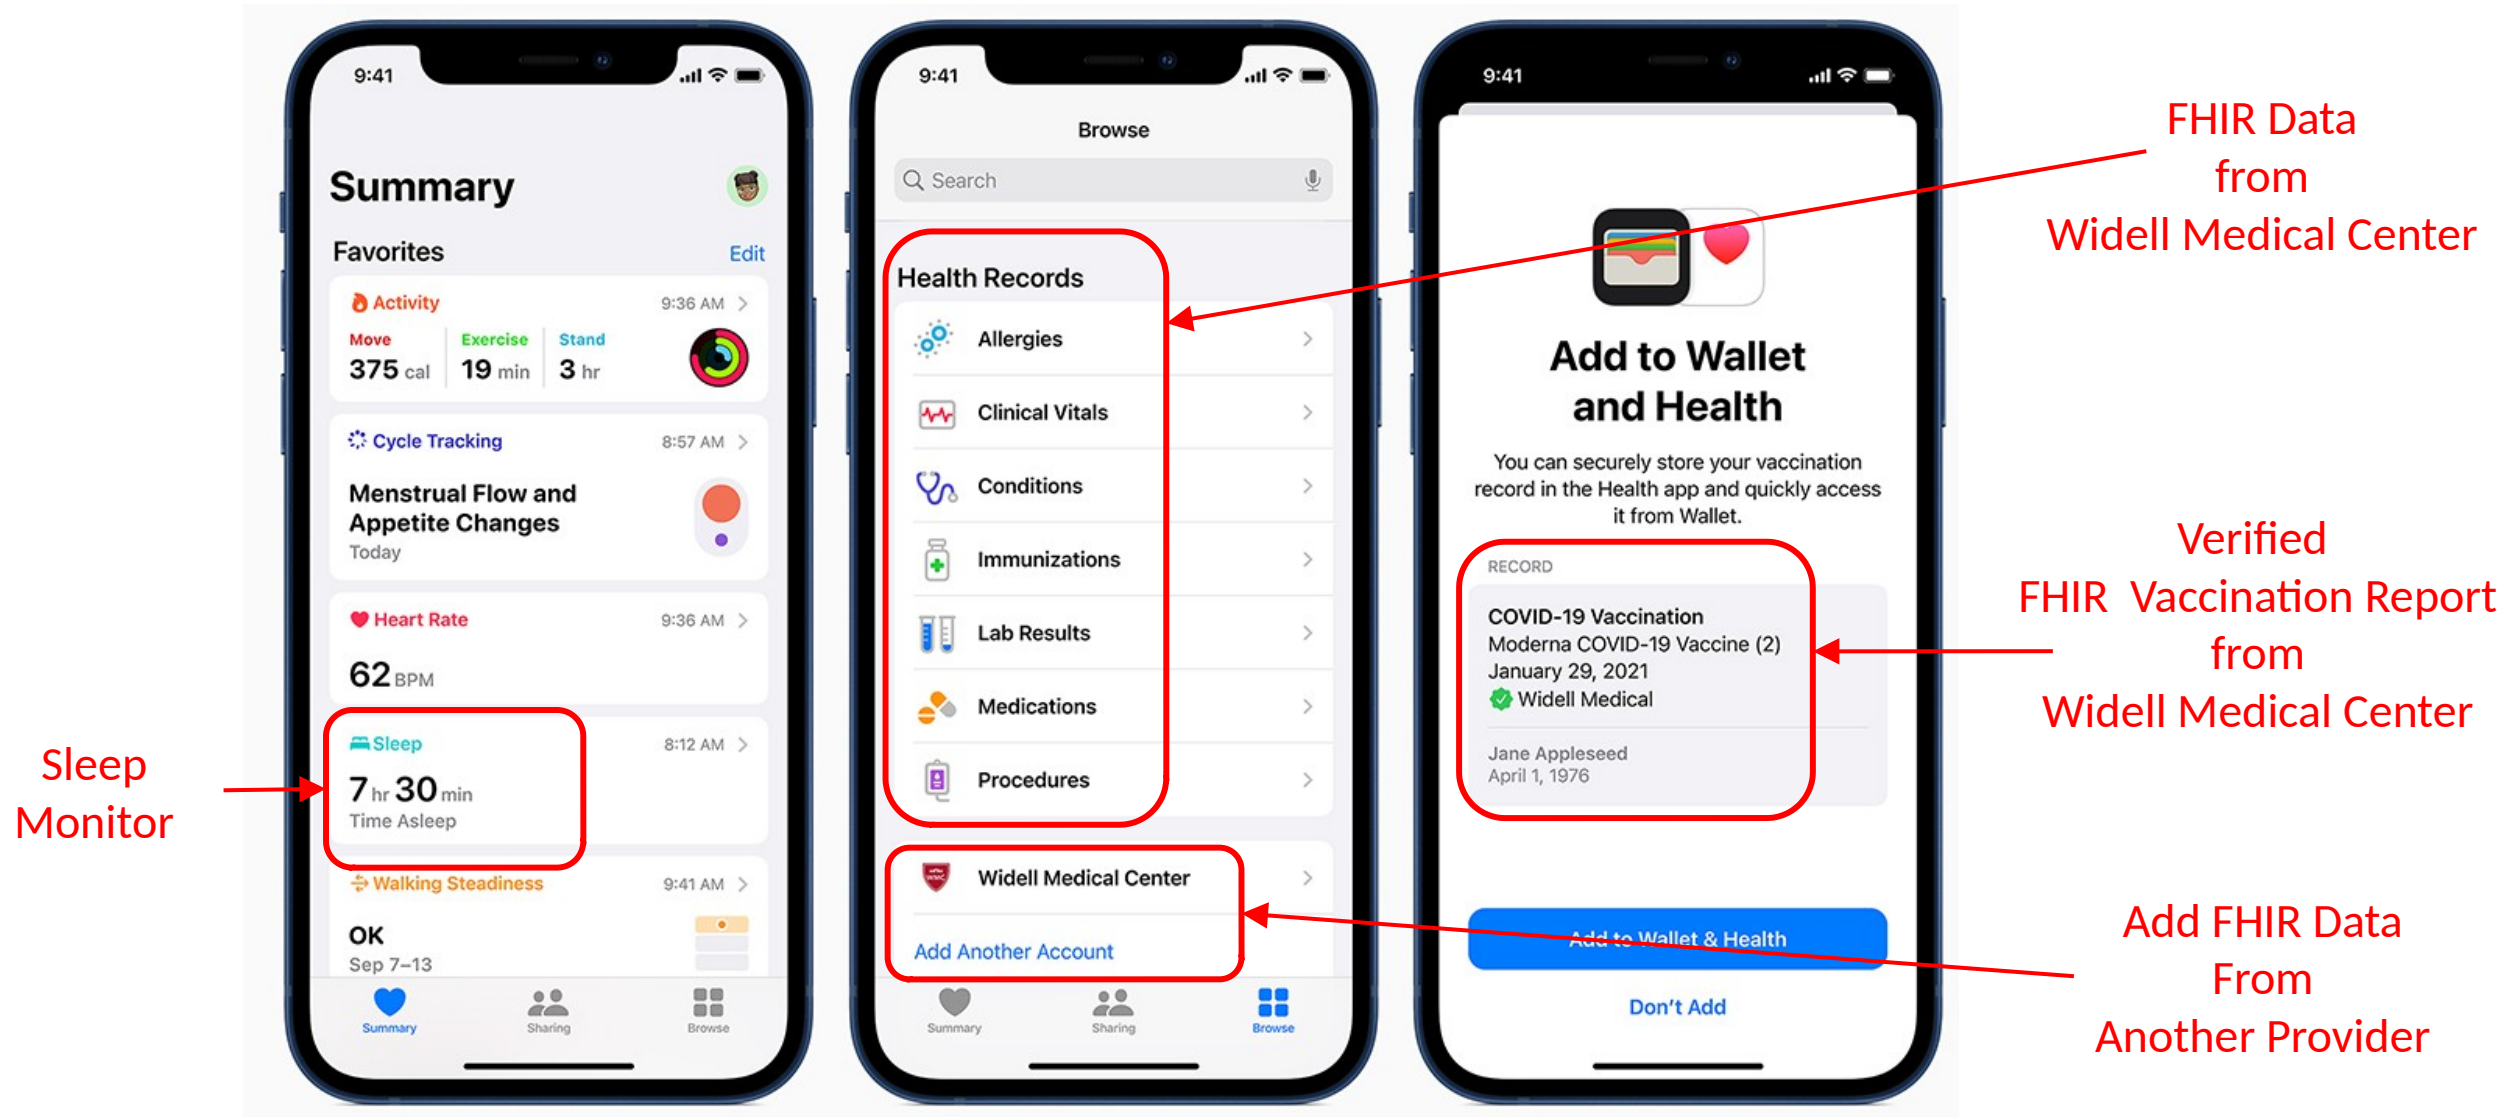 9:41
Summary
Favorites
Edit
Activity
9:36 AM
Move
Exercise
Stand
375 cal
19 min
3 hr
Cycle Tracking
8:57 AM
Menstrual Flow and
Appetite Changes
Today
Heart Rate
9:36 AM
62 BPM
Sleep
8:12 AM
7 hr 30 min
Time Asleep
Walking Steadiness
9:41 AM
OK
Sep 7–13
Summary
Sharing
Browse
Sleep
Monitor
9:41
Browse
Search
Health Records
Allergies
Clinical Vitals
Conditions
Immunizations
Lab Results
Medications
Procedures
WMC
Widell Medical Center
Add Another Account
Summary
Sharing
Browse
9:41
Add to Wallet
and Health
You can securely store your vaccination
record in the Health app and quickly access
it from Wallet.
RECORD
COVID-19 Vaccination
Moderna COVID-19 Vaccine (2)
January 29, 2021
Widell Medical
Jane Appleseed
April 1, 1976
Add to Wallet & Health
Don't Add
FHIR Data
from
Widell Medical Center
Verified
FHIR Vaccination Report
from
Widell Medical Center
Add FHIR Data
From
Another Provider